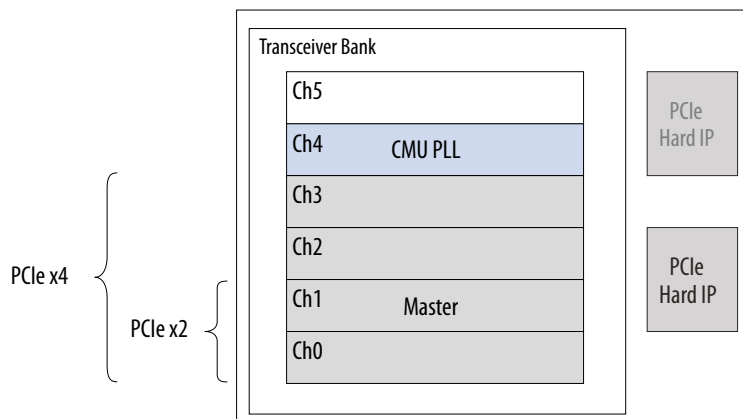 Transceiver Bank
Ch5
Ch4 CMU PLL
Ch3
Ch2
Ch1 Master
Ch0
PCIe x4
PCIe x2
PCIe
Hard IP
PCIe
Hard IP